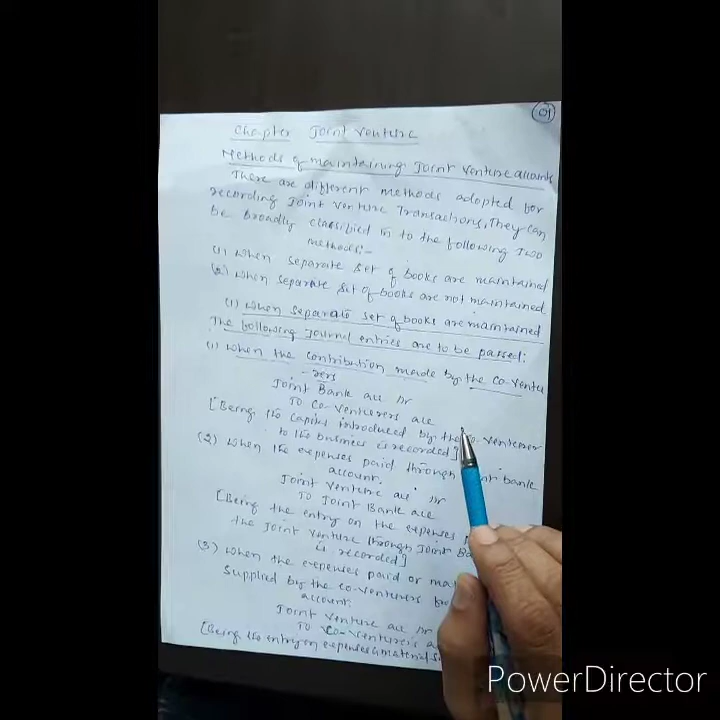 01
Chapter Joint Venture
Methods of maintaining Joint Venture accounts
There are different methods adopted for
recording Joint Venture Transactions, They can
be broadly classified in to the following Two
methods:-
(1) When separate set of books are maintained
(2) When separate set of books are not maintained
(1) When separate set of books are maintained
The following Journal entries are to be passed:
(1) When the contribution made by the co-ventu
-rers
Joint Bank a/c Dr
To Co-venturers a/c
[Being the capital introduced by the co-venturer
to the business is recorded]
(2) When the expenses paid through bank
account.
Joint Venture a/c Dr
To Joint Bank a/c
[Being the entry on the expenses
the Joint Venture through Joint Ba
is recorded]
(3) When the expenses paid or ma
supplied by the co-venturers
account.
Joint Venture a/c Dr
To Co-venturer's a
[Being the entry on expenses & material
PowerDirector